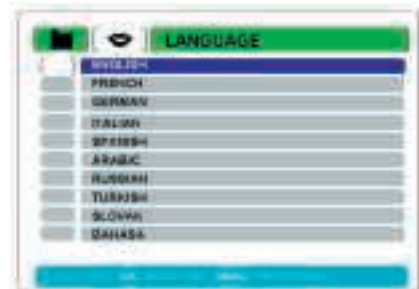 LANGUAGE
ENGLISH
FRENCH
GERMAN
ITALIAN
SPANISH
ARABIC
RUSSIAN
TURKISH
SLOVAK
BAHASA